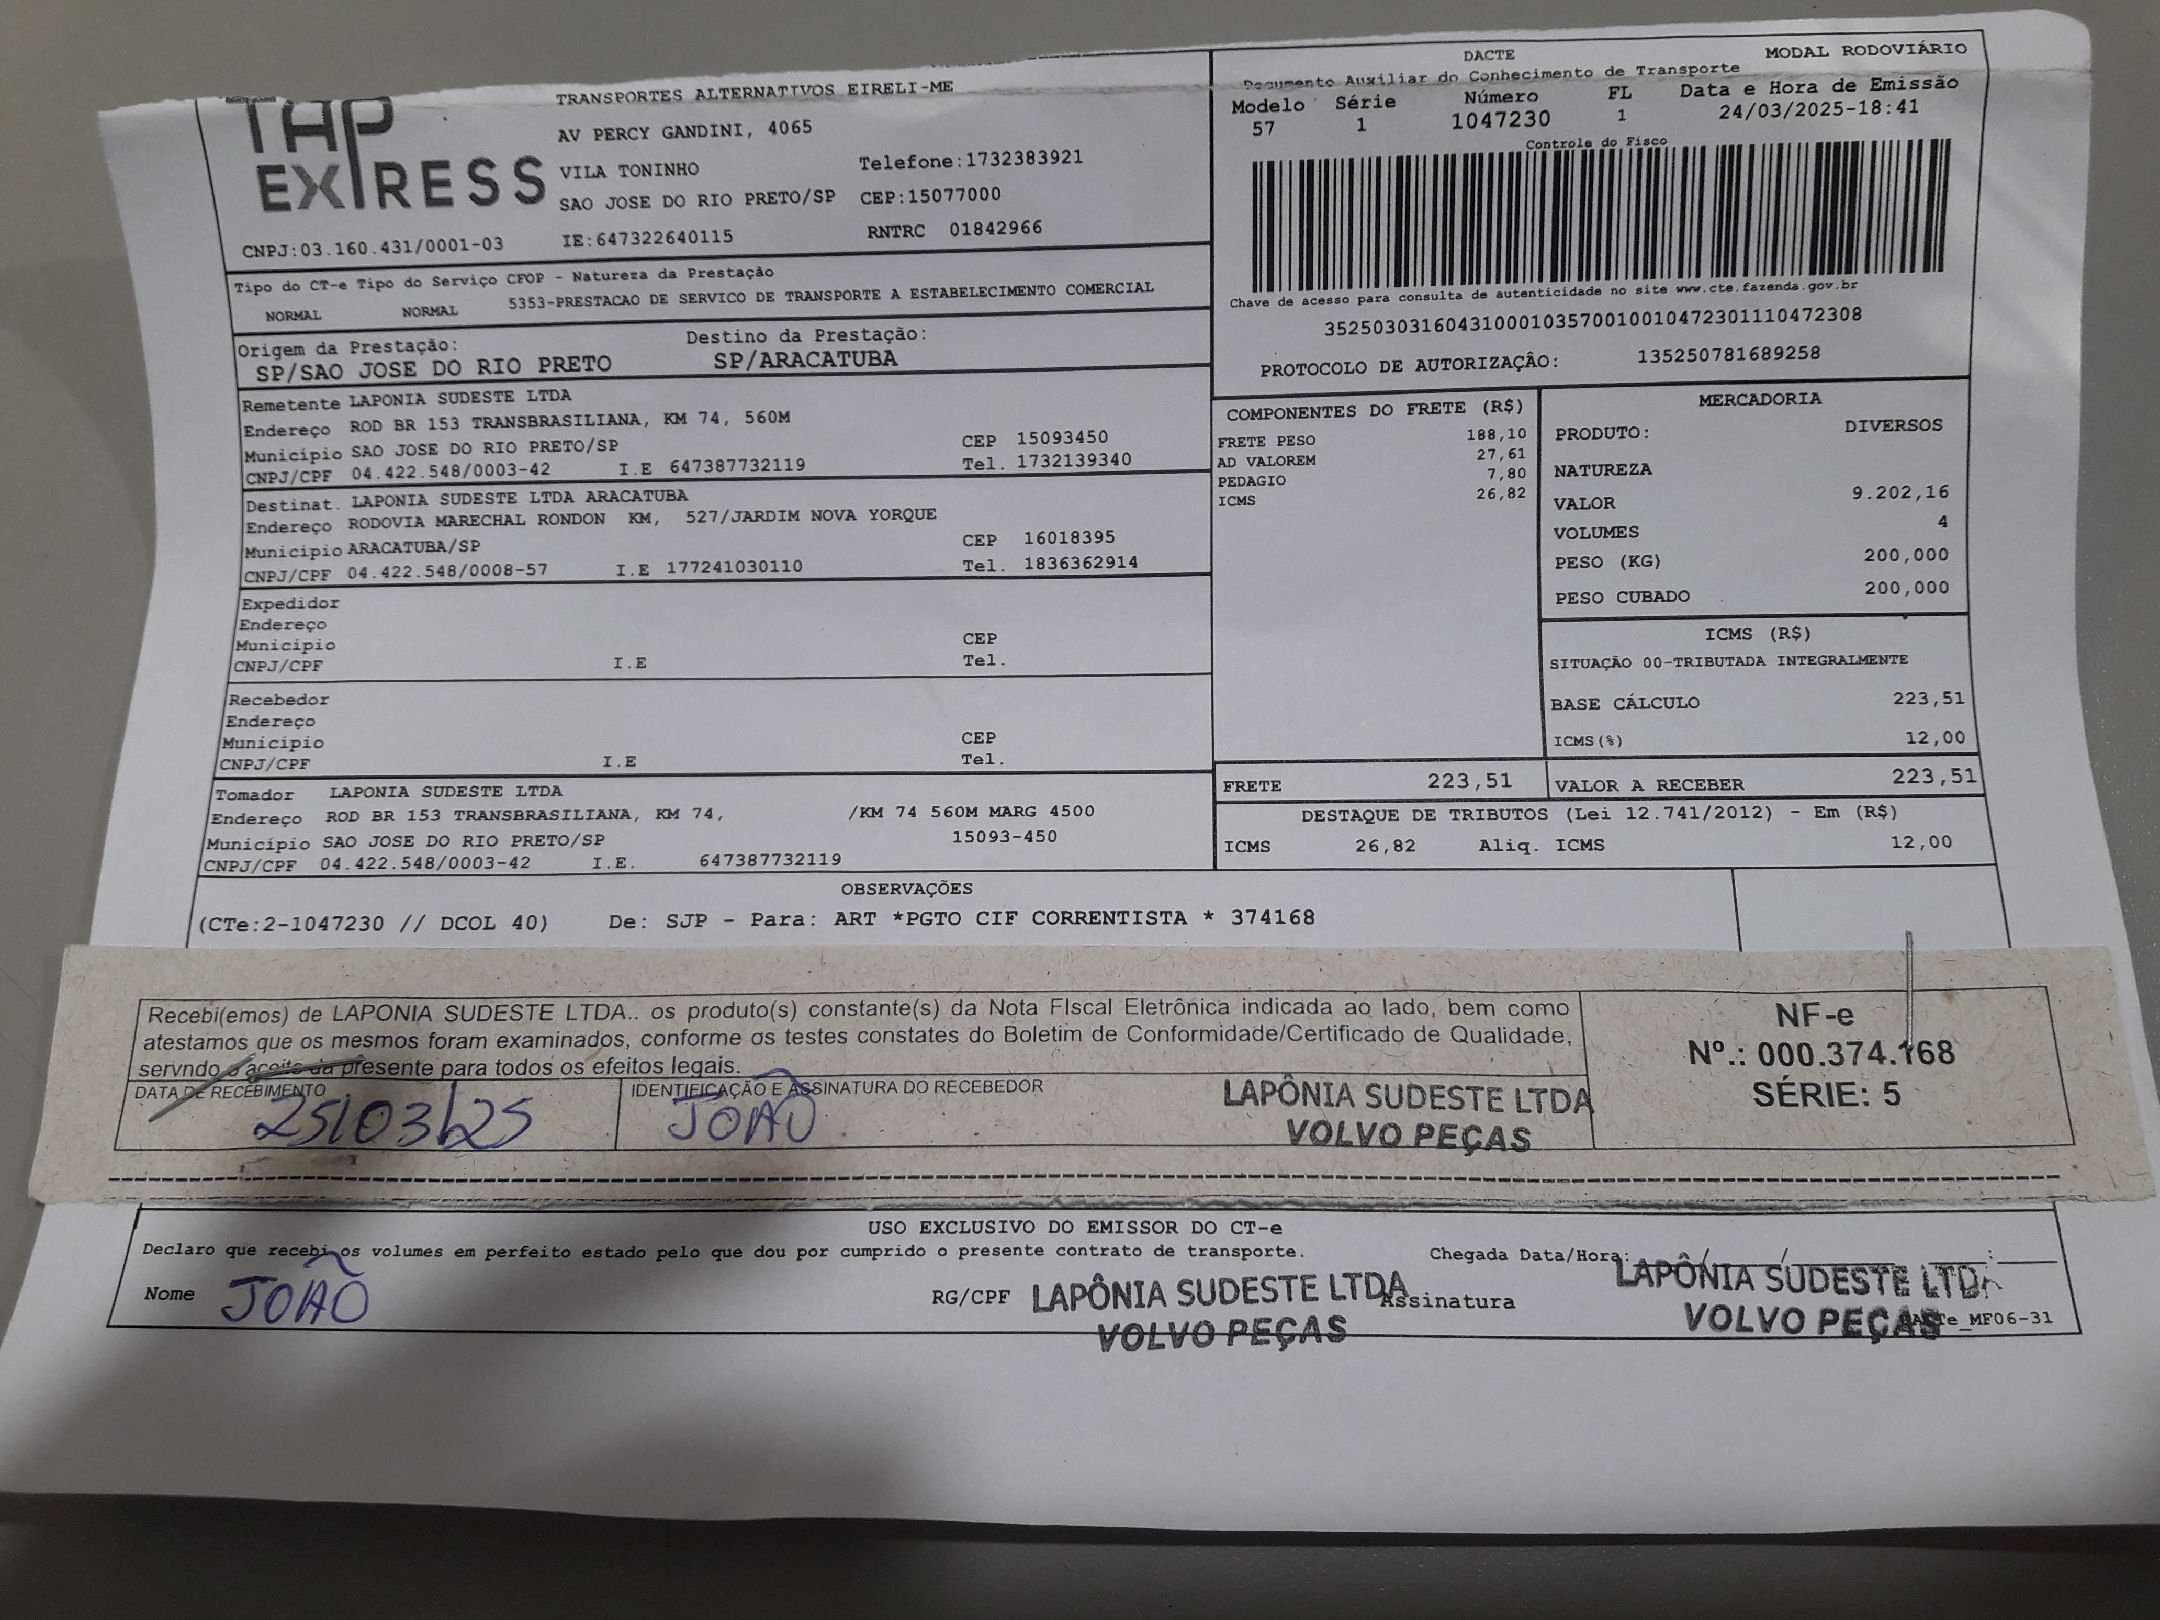 TAP EXPRESS
TRANSPORTES ALTERNATIVOS EIRELI-ME
AV PERCY GANDINI, 4065
VILA TONINHO Telefone:1732383921
SAO JOSE DO RIO PRETO/SP CEP:15077000
CNPJ:03.160.431/0001-03 IE:647322640115 RNTRC 01842966
DACTE MODAL RODOVIÁRIO
Documento Auxiliar do Conhecimento de Transporte
Modelo Série Número FL Data e Hora de Emissão
57 1 1047230 1 24/03/2025-18:41
Controle do Fisco
Chave de acesso para consulta de autenticidade no site www.cte.fazenda.gov.br
35250303160431000103570010010472301110472308
PROTOCOLO DE AUTORIZAÇÂO: 135250781689258
Tipo do CT-e Tipo do Serviço CFOP - Natureza da Prestação
NORMAL NORMAL 5353-PRESTACAO DE SERVICO DE TRANSPORTE A ESTABELECIMENTO COMERCIAL
Origem da Prestação: Destino da Prestação:
SP/SAO JOSE DO RIO PRETO SP/ARACATUBA
Remetente LAPONIA SUDESTE LTDA
Endereço ROD BR 153 TRANSBRASILIANA, KM 74, 560M
Município SAO JOSE DO RIO PRETO/SP CEP 15093450
CNPJ/CPF 04.422.548/0003-42 I.E 647387732119 Tel. 1732139340
Destinat. LAPONIA SUDESTE LTDA ARACATUBA
Endereço RODOVIA MARECHAL RONDON KM, 527/JARDIM NOVA YORQUE
Município ARACATUBA/SP CEP 16018395
CNPJ/CPF 04.422.548/0008-57 I.E 177241030110 Tel. 1836362914
Expedidor
Endereço
Município CEP
CNPJ/CPF I.E Tel.
Recebedor
Endereço
Município CEP
CNPJ/CPF I.E Tel.
Tomador LAPONIA SUDESTE LTDA
Endereço ROD BR 153 TRANSBRASILIANA, KM 74, /KM 74 560M MARG 4500
Município SAO JOSE DO RIO PRETO/SP 15093-450
CNPJ/CPF 04.422.548/0003-42 I.E. 647387732119
COMPONENTES DO FRETE (R$)
FRETE PESO 188,10
AD VALOREM 27,61
PEDAGIO 7,80
ICMS 26,82
MERCADORIA
PRODUTO: DIVERSOS
NATUREZA
VALOR 9.202,16
VOLUMES 4
PESO (KG) 200,000
PESO CUBADO 200,000
ICMS (R$)
SITUAÇÃO 00-TRIBUTADA INTEGRALMENTE
BASE CÁLCULO 223,51
ICMS(%) 12,00
FRETE 223,51 VALOR A RECEBER 223,51
DESTAQUE DE TRIBUTOS (Lei 12.741/2012) - Em (R$)
ICMS 26,82 Aliq. ICMS 12,00
OBSERVAÇÕES
(CTe:2-1047230 // DCOL 40) De: SJP - Para: ART *PGTO CIF CORRENTISTA * 374168
Recebi(emos) de LAPONIA SUDESTE LTDA.. os produto(s) constante(s) da Nota FIscal Eletrônica indicada ao lado, bem como
atestamos que os mesmos foram examinados, conforme os testes constates do Boletim de Conformidade/Certificado de Qualidade,
servndo o aceite da presente para todos os efeitos legais.
DATA DE RECEBIMENTO IDENTIFICAÇÃO E ASSINATURA DO RECEBEDOR
25/03/25 JOÃO
LAPÔNIA SUDESTE LTDA
VOLVO PEÇAS
NF-e
Nº.: 000.374.168
SÉRIE: 5
USO EXCLUSIVO DO EMISSOR DO CT-e
Declaro que recebi os volumes em perfeito estado pelo que dou por cumprido o presente contrato de transporte. Chegada Data/Hora: / / :
Nome JOÃO RG/CPF LAPÔNIA SUDESTE LTDA Assinatura LAPÔNIA SUDESTE LTDA
VOLVO PEÇAS VOLVO PEÇAS MF06-31